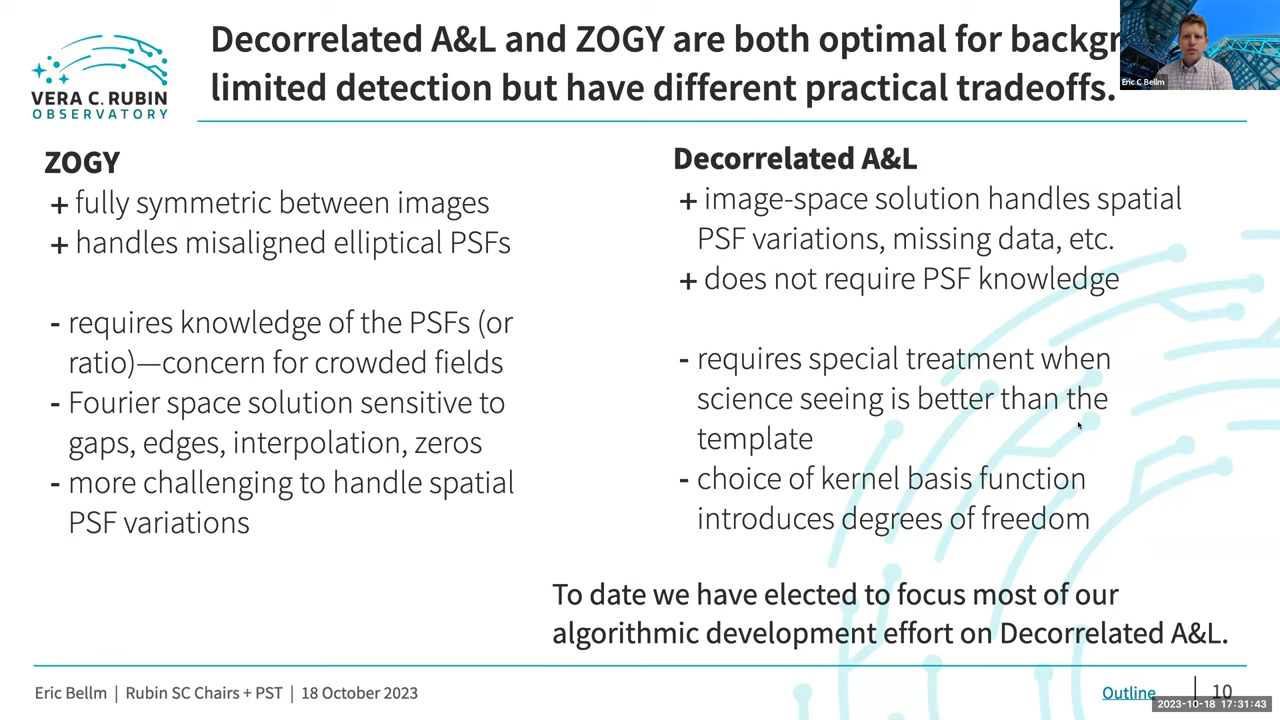 Decorrelated A&L and ZOGY are both optimal for backgr
limited detection but have different practical tradeoffs.
Eric C Bellm
VERA C. RUBIN
OBSERVATORY
ZOGY
+ fully symmetric between images
+ handles misaligned elliptical PSFs
- requires knowledge of the PSFs (or
ratio)—concern for crowded fields
- Fourier space solution sensitive to
gaps, edges, interpolation, zeros
- more challenging to handle spatial
PSF variations
Decorrelated A&L
+ image-space solution handles spatial
PSF variations, missing data, etc.
+ does not require PSF knowledge
- requires special treatment when
science seeing is better than the
template
- choice of kernel basis function
introduces degrees of freedom
To date we have elected to focus most of our
algorithmic development effort on Decorrelated A&L.
Eric Bellm | Rubin SC Chairs + PST | 18 October 2023
Outline | 10
2023-10-18 17:31:43